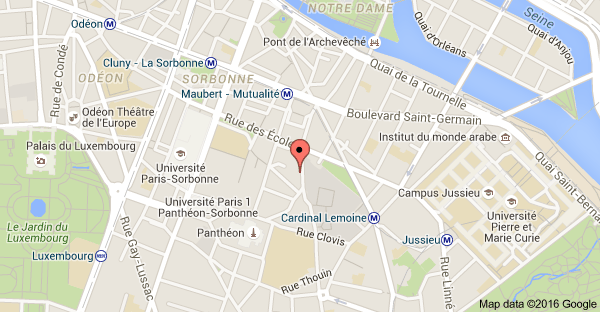 NOTRE DAME
Seine
Odéon
Pont de l'Archevêché
Quai d'Orléans
Quai d'Anjou
Rue de Condé
Cluny - La Sorbonne
Quai de la Tournelle
ODÉON
SORBONNE
Maubert - Mutualité
Odéon Théâtre
de l'Europe
Boulevard Saint-Germain
Rue des Écoles
Institut du monde arabe
Palais du Luxembourg
Université
Paris-Sorbonne
Quai Saint-Bernard
Université Paris 1
Panthéon-Sorbonne
Campus Jussieu
Cardinal Lemoine
Université
Pierre et
Marie Curie
Le Jardin du
Luxembourg
Panthéon
Rue Clovis
Jussieu
Luxembourg
Rue Gay-Lussac
Rue Thouin
Rue Linné
Map data ©2016 Google